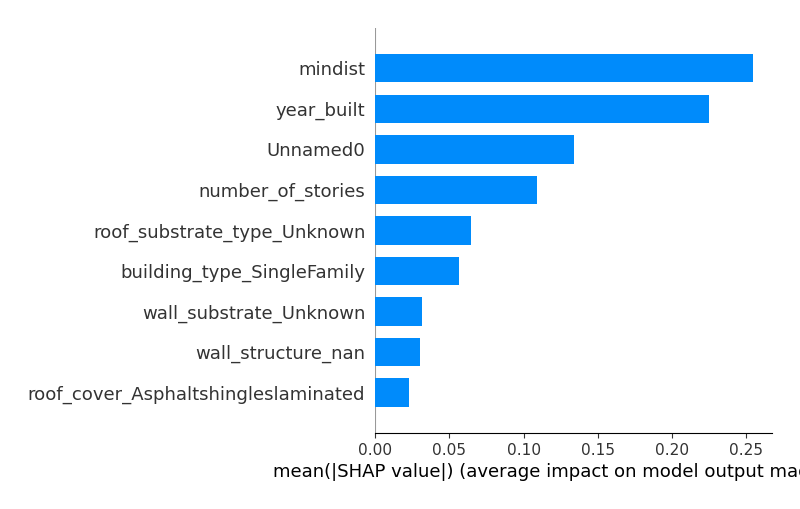 mindist
year_built
Unnamed0
number_of_stories
roof_substrate_type_Unknown
building_type_SingleFamily
wall_substrate_Unknown
wall_structure_nan
roof_cover_Asphaltshingleslaminated
0.00 0.05 0.10 0.15 0.20 0.25
mean(|SHAP value|) (average impact on model output